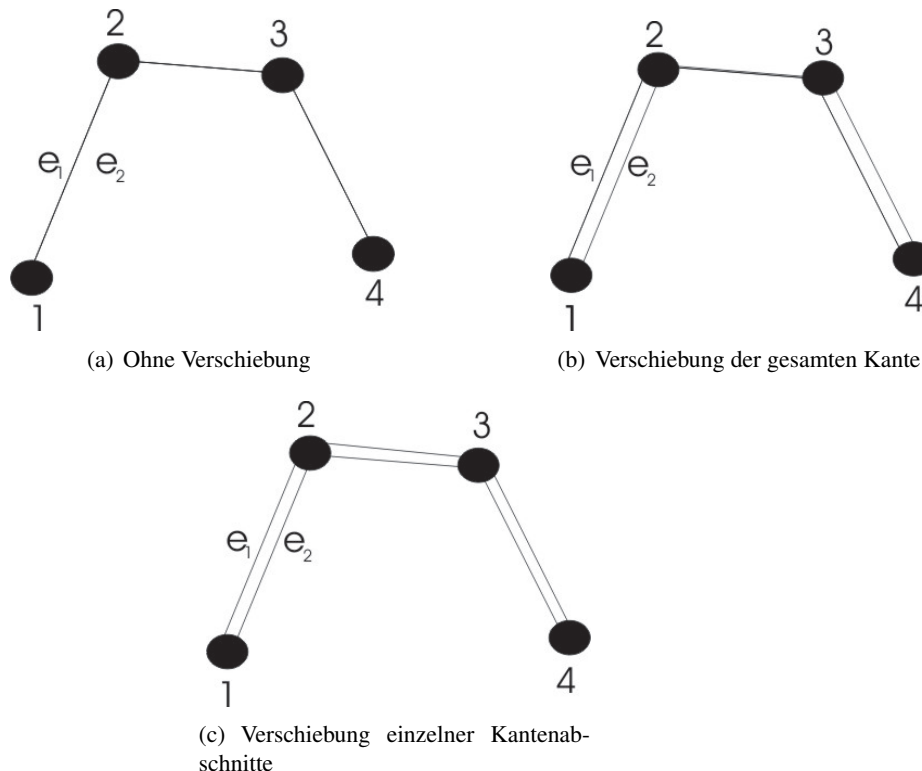 2 3
e₁ e₂
1 4
(a) Ohne Verschiebung
2 3
e₁ e₂
1 4
(b) Verschiebung der gesamten Kante
2 3
e₁ e₂
1 4
(c) Verschiebung einzelner Kantenab-
schnitte